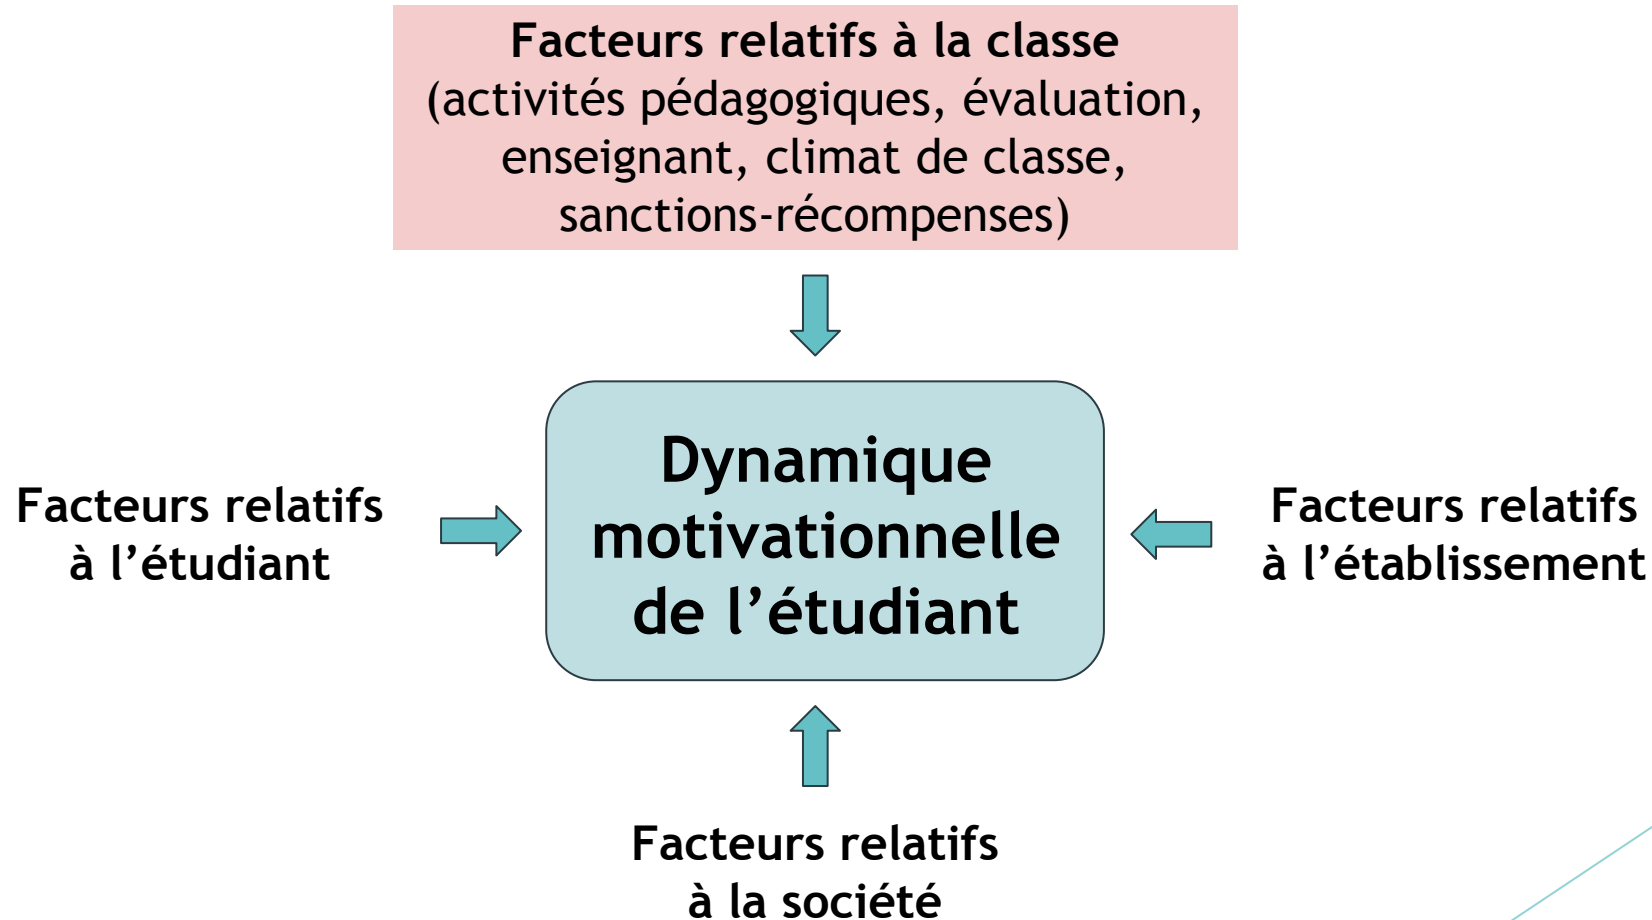 Facteurs relatifs à la classe
(activités pédagogiques, évaluation,
enseignant, climat de classe,
sanctions-récompenses)
Dynamique
motivationnelle
de l’étudiant
Facteurs relatifs
à l’étudiant
Facteurs relatifs
à l’établissement
Facteurs relatifs
à la société